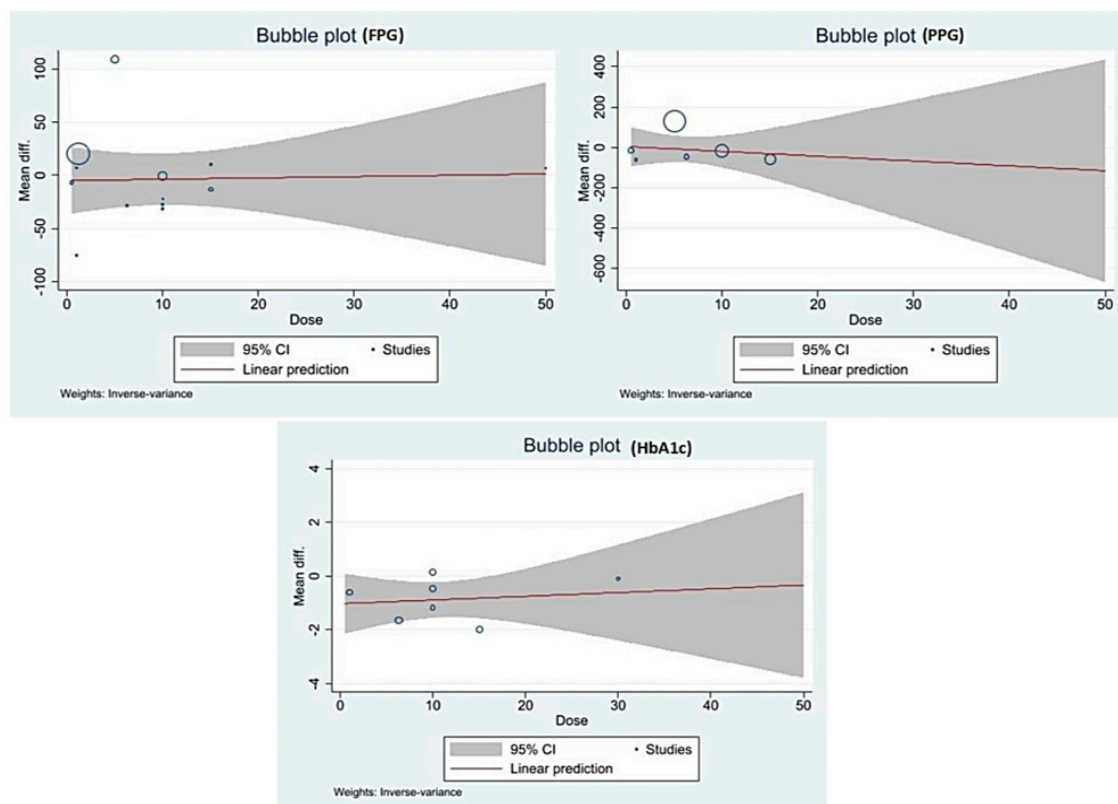 Bubble plot (FPG)
100
50
0
-50
-100
Mean diff.
0 10 20 30 40 50
Dose
95% CI • Studies
Linear prediction
Weights: Inverse-variance
Bubble plot (PPG)
400
200
0
-200
-400
-600
Mean diff.
0 10 20 30 40 50
Dose
95% CI • Studies
Linear prediction
Weights: Inverse-variance
Bubble plot (HbA1c)
4
2
0
-2
-4
Mean diff.
0 10 20 30 40 50
Dose
95% CI • Studies
Linear prediction
Weights: Inverse-variance